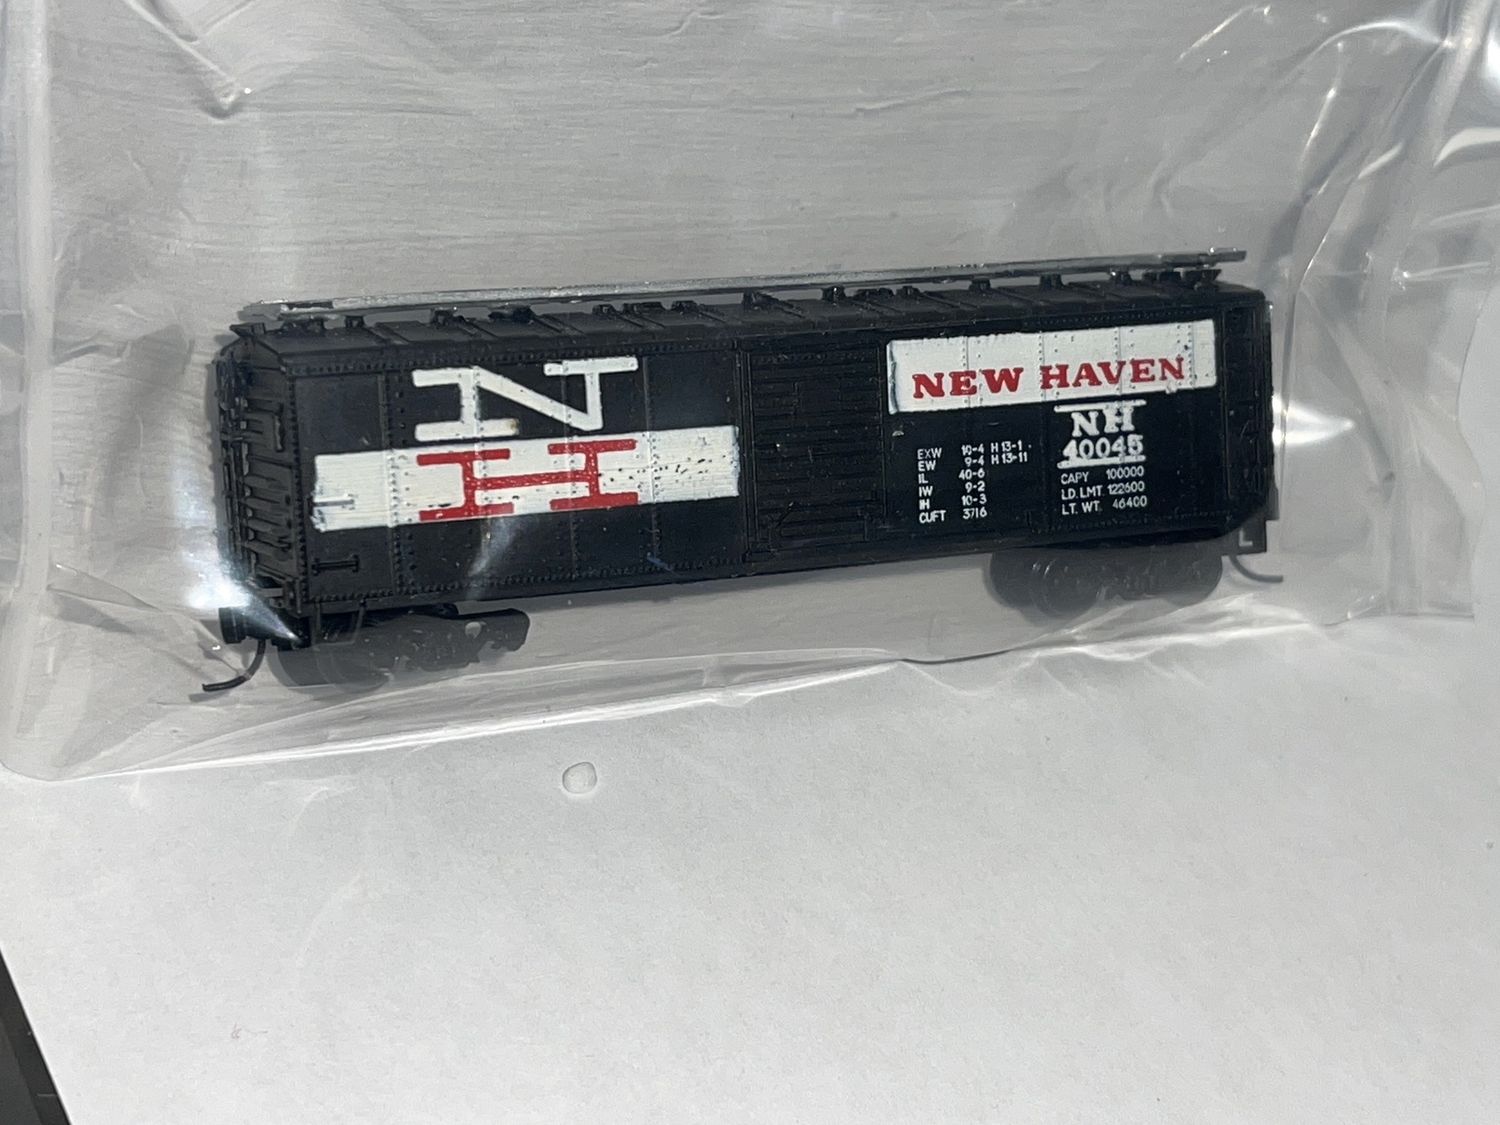 N
H
NEW HAVEN
NH
40045
EXW 10-4 H 13-1
EW 9-4 H 13-11
IL 40-6
IW 9-2
IH 10-3
CUFT 3716
CAPY 100000
LD. LMT. 122600
LT. WT. 46400